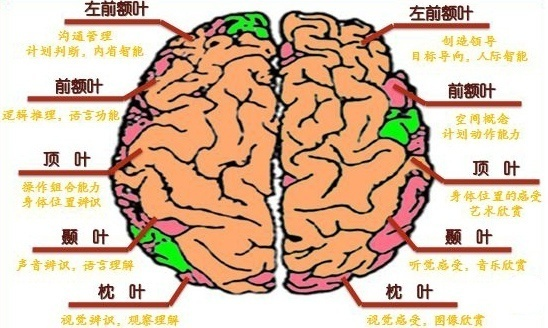 左前额叶
沟通管理
计划判断，内省智能
前额叶
逻辑推理，语言功能
顶 叶
操作组合能力
身体位置辨识
颞 叶
声音辨识，语言理解
枕 叶
视觉辨识，观察理解
左前额叶
创造领导
目标导向，人际智能
前额叶
空间概念
计划动作能力
顶 叶
身体位置的感受
艺术欣赏
颞 叶
听觉感受，音乐欣赏
枕 叶
视觉感受，图像欣赏